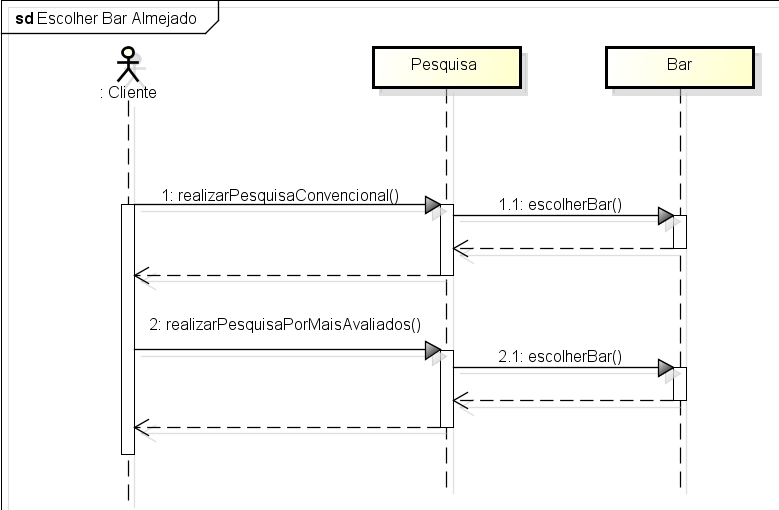 sd Escolher Bar Almejado
Pesquisa
Bar
: Cliente
1: realizarPesquisaConvencional()
1.1: escolherBar()
2: realizarPesquisaPorMaisAvaliados()
2.1: escolherBar()